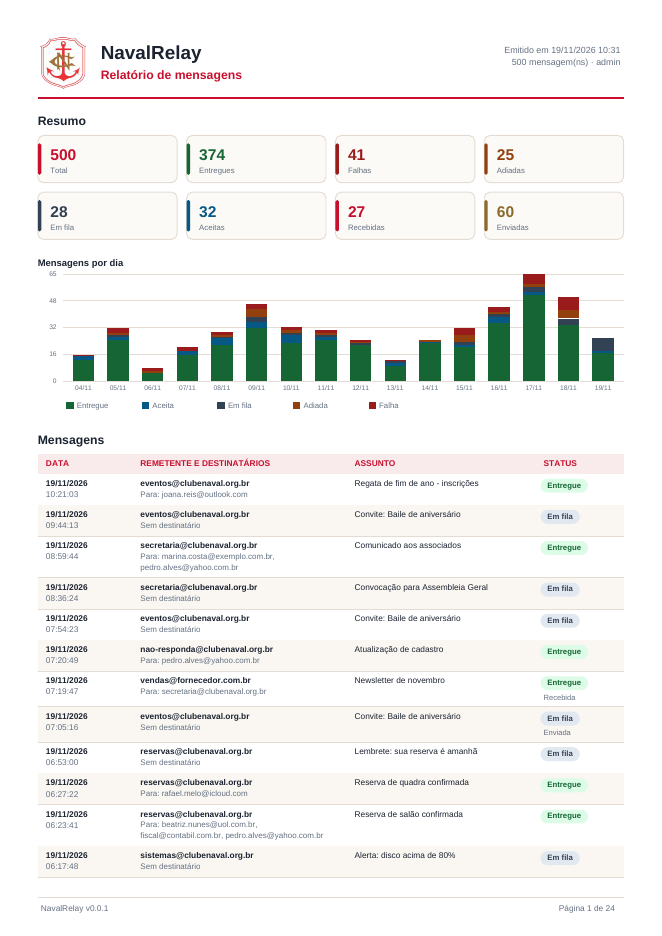 NavalRelay
Relatório de mensagens
Emitido em 19/11/2026 10:31
500 mensagem(ns) · admin
Resumo
500
Total
374
Entregues
41
Falhas
25
Adiadas
28
Em fila
32
Aceitas
27
Recebidas
60
Enviadas
Mensagens por dia
65
48
32
16
0
04/11 05/11 06/11 07/11 08/11 09/11 10/11 11/11 12/11 13/11 14/11 15/11 16/11 17/11 18/11 19/11
Entregue Aceita Em fila Adiada Falha
Mensagens
DATA REMETENTE E DESTINATÁRIOS ASSUNTO STATUS
19/11/2026 eventos@clubenaval.org.br Regata de fim de ano - inscrições Entregue
10:21:03 Para: joana.reis@outlook.com
19/11/2026 eventos@clubenaval.org.br Convite: Baile de aniversário Em fila
09:44:13 Sem destinatário
19/11/2026 secretaria@clubenaval.org.br Comunicado aos associados Entregue
08:59:44 Para: marina.costa@exemplo.com.br,
pedro.alves@yahoo.com.br
19/11/2026 secretaria@clubenaval.org.br Convocação para Assembleia Geral Em fila
08:36:24 Sem destinatário
19/11/2026 eventos@clubenaval.org.br Convite: Baile de aniversário Em fila
07:54:23 Sem destinatário
19/11/2026 nao-responda@clubenaval.org.br Atualização de cadastro Entregue
07:20:49 Para: pedro.alves@yahoo.com.br
19/11/2026 vendas@fornecedor.com.br Newsletter de novembro Entregue
07:19:47 Para: secretaria@clubenaval.org.br Recebida
19/11/2026 eventos@clubenaval.org.br Convite: Baile de aniversário Em fila
07:05:16 Sem destinatário Enviada
19/11/2026 reservas@clubenaval.org.br Lembrete: sua reserva é amanhã Em fila
06:53:00 Sem destinatário
19/11/2026 reservas@clubenaval.org.br Reserva de quadra confirmada Entregue
06:27:22 Para: rafael.melo@icloud.com
19/11/2026 reservas@clubenaval.org.br Reserva de salão confirmada Entregue
06:23:41 Para: beatriz.nunes@uol.com.br,
fiscal@contabil.com.br, pedro.alves@yahoo.com.br
19/11/2026 sistemas@clubenaval.org.br Alerta: disco acima de 80% Em fila
06:17:48 Sem destinatário
NavalRelay v0.0.1 Página 1 de 24